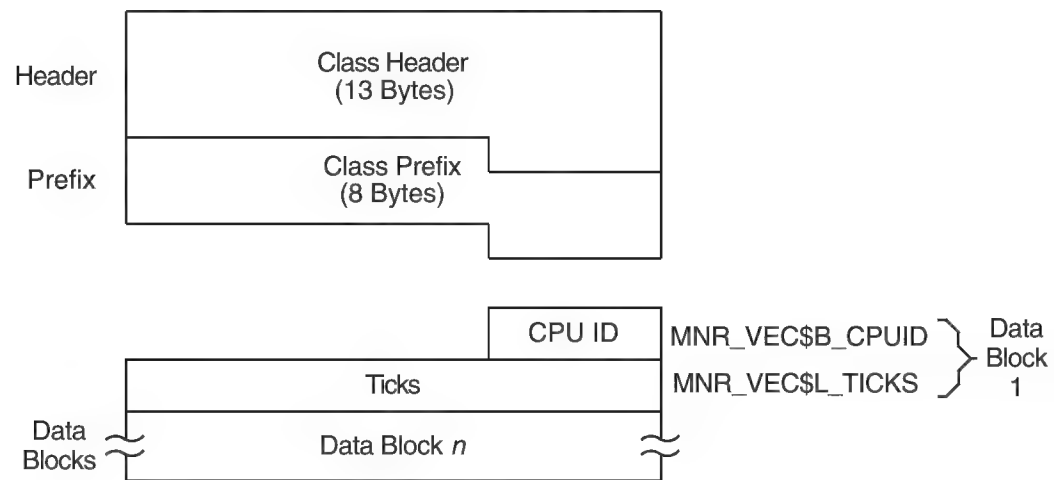 Header
Class Header
(13 Bytes)
Prefix
Class Prefix
(8 Bytes)
CPU ID
MNR_VEC$B_CPUID
Ticks
MNR_VEC$L_TICKS
Data
Block
1
Data
Blocks
Data Block n